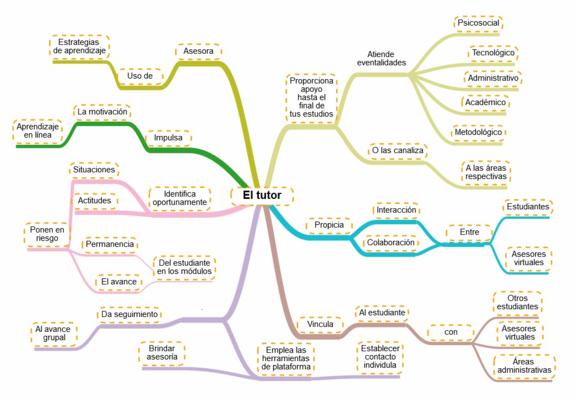 El tutor
Asesora
Uso de
Estrategias
de aprendizaje
Impulsa
La motivación
Aprendizaje
en línea
Identifica
oportunamente
Situaciones
Actitudes
Ponen en
riesgo
Permanencia
El avance
Del estudiante
en los módulos
Da seguimiento
Al avance
grupal
Emplea las
herramientas
de plataforma
Brindar
asesoría
Establecer
contacto
individula
Proporciona
apoyo
hasta el
final de
tus estudios
Atiende
eventalidades
Psicosocial
Tecnológico
Administrativo
Académico
Metodológico
O las canaliza
A las áreas
respectivas
Propicia
Interacción
Colaboración
Entre
Estudiantes
Asesores
virtuales
Vincula
Al estudiante
con
Otros
estudiantes
Asesores
virtuales
Áreas
administrativas